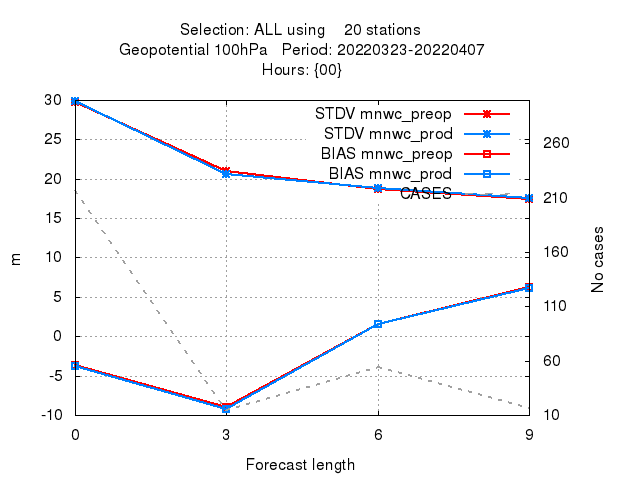 Selection: ALL using    20 stations
Geopotential 100hPa   Period: 20220323-20220407
Hours: {00}
STDV mnwc_preop
STDV mnwc_prod
BIAS mnwc_preop
BIAS mnwc_prod
CASES
30
25
20
15
10
5
0
-5
-10
m
260
210
160
110
60
10
No cases
0 3 6 9
Forecast length